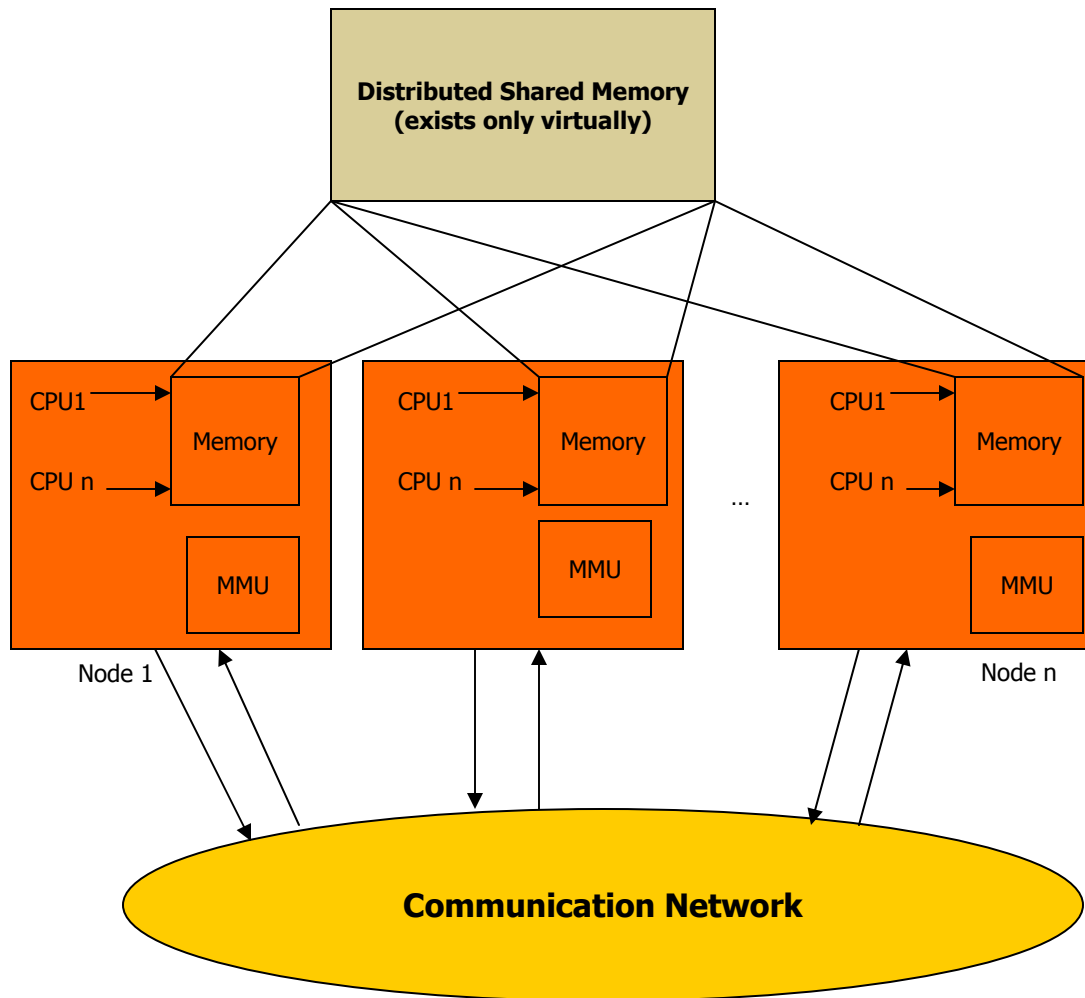 Distributed Shared Memory
(exists only virtually)
CPU1
Memory
CPU n
MMU
CPU1
Memory
CPU n
MMU
...
CPU1
Memory
CPU n
MMU
Node 1
Node n
Communication Network